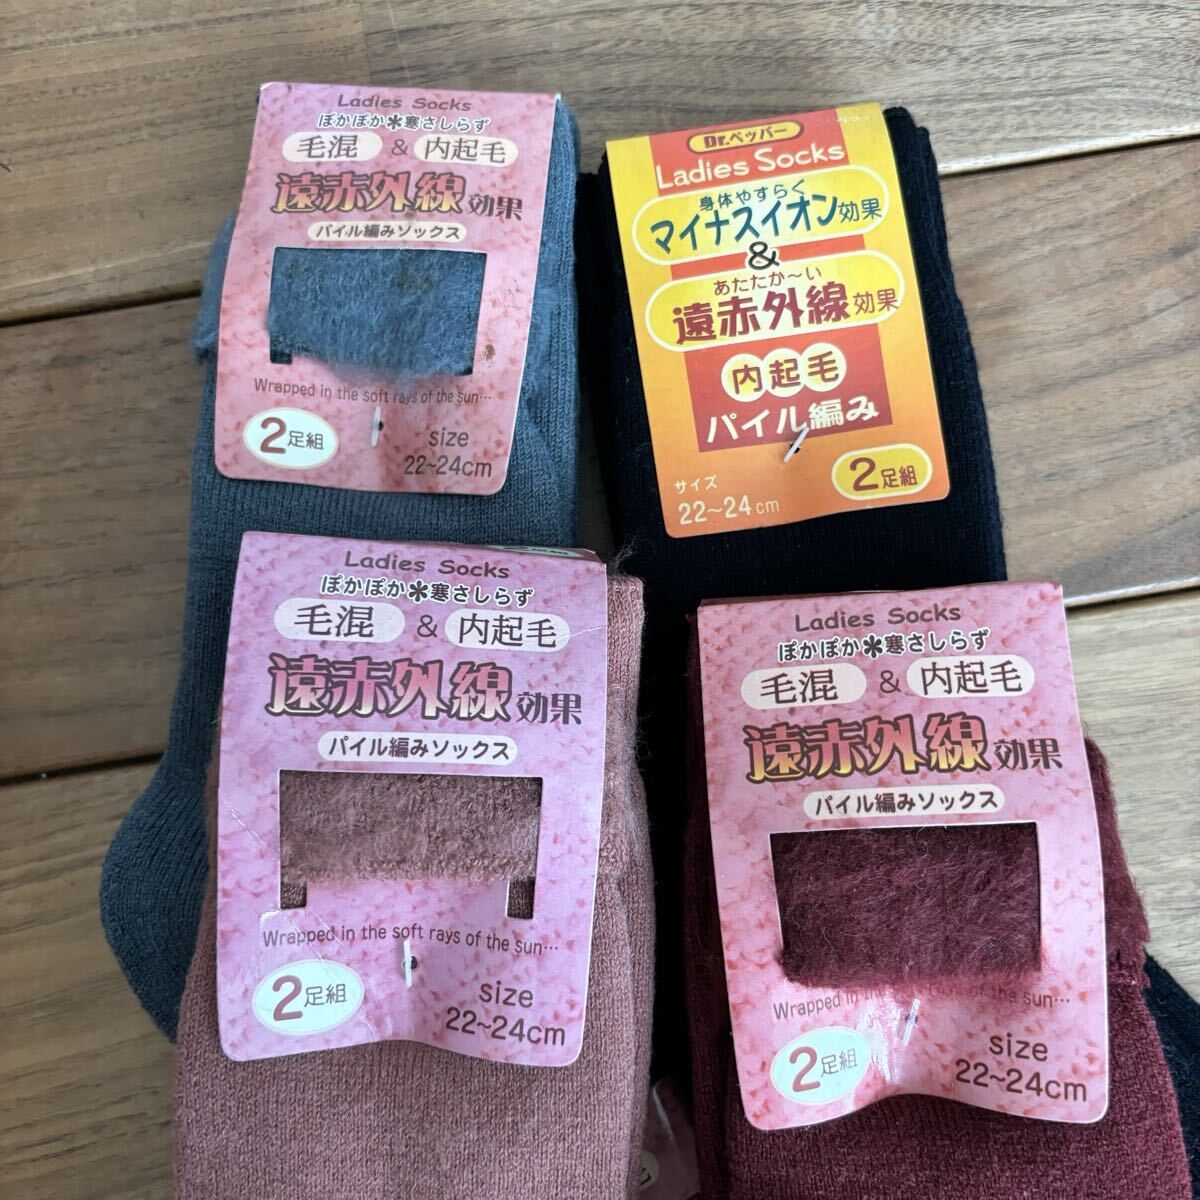 Ladies Socks
ぽかぽか✻寒さしらず
毛混 & 内起毛
遠赤外線効果
パイル編みソックス
Wrapped in the soft rays of the sun…
2足組
size
22~24cm
Dr.ペッパー
Ladies Socks
身体やすらぐ
マイナスイオン効果
&
あたたか〜い
遠赤外線効果
内起毛
パイル編み
サイズ
22〜24cm
2足組
Ladies Socks
ぽかぽか✻寒さしらず
毛混 & 内起毛
遠赤外線効果
パイル編みソックス
Wrapped in the soft rays of the sun…
2足組
size
22~24cm
Ladies Socks
ぽかぽか✻寒さしらず
毛混 & 内起毛
遠赤外線効果
パイル編みソックス
Wrapped in the soft rays of the sun…
2足組
size
22~24cm